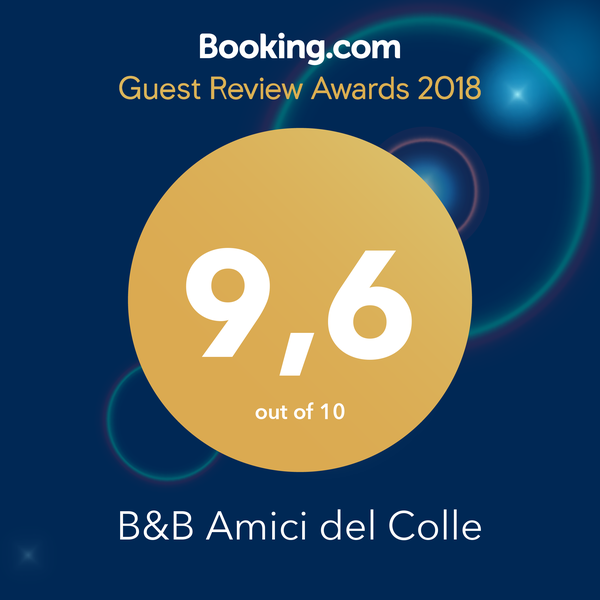 Booking.com
Guest Review Awards 2018
9,6
out of 10
B&B Amici del Colle